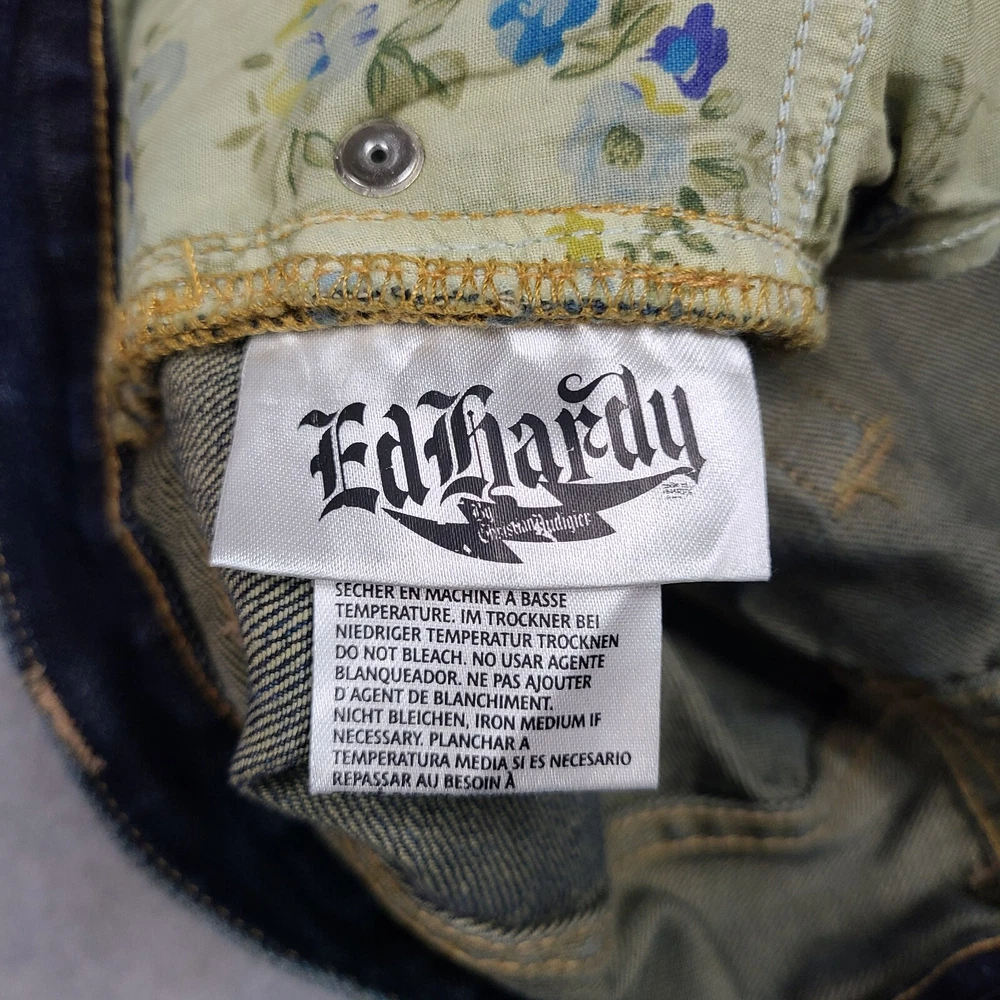 Ed Hardy
By
Christian Audigier
SECHER EN MACHINE A BASSE
TEMPERATURE. IM TROCKNER BEI
NIEDRIGER TEMPERATUR TROCKNEN
DO NOT BLEACH. NO USAR AGENTE
BLANQUEADOR. NE PAS AJOUTER
D'AGENT DE BLANCHIMENT.
NICHT BLEICHEN, IRON MEDIUM IF
NECESSARY. PLANCHAR A
TEMPERATURA MEDIA SI ES NECESARIO
REPASSAR AU BESOIN À